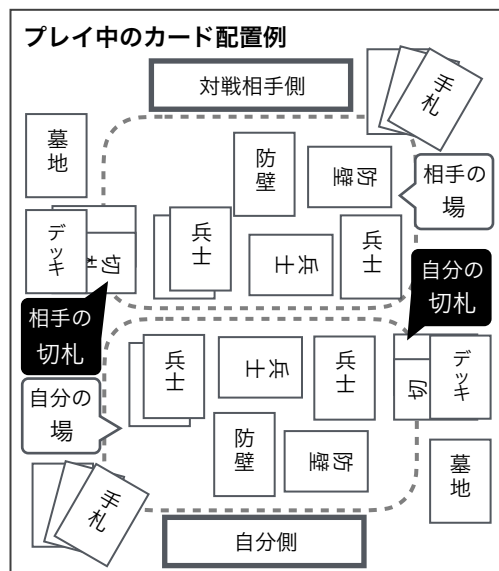 プレイ中のカード配置例
対戦相手側
手札
墓地
防壁
防壁
相手の
場
デッキ
切札
兵士
兵士
兵士
自分の
切札
相手の
切札
兵士
兵士
兵士
切
デッキ
自分の
場
防壁
防壁
墓地
手札
自分側